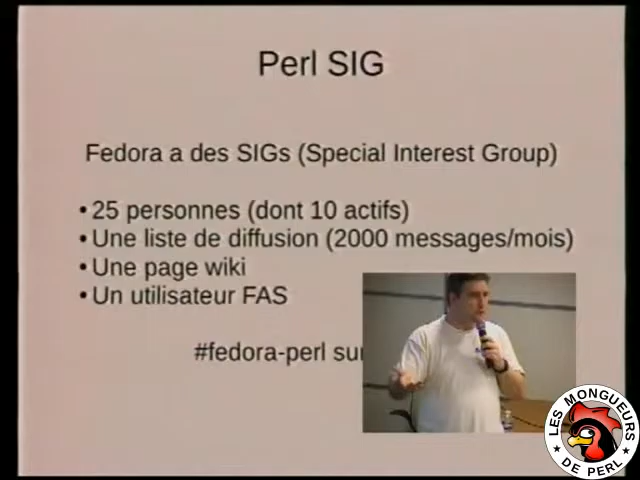 Perl SIG
Fedora a des SIGs (Special Interest Group)
• 25 personnes (dont 10 actifs)
• Une liste de diffusion (2000 messages/mois)
• Une page wiki
• Un utilisateur FAS
#fedora-perl sur
LES MONGUEURS
★ DE PERL ★